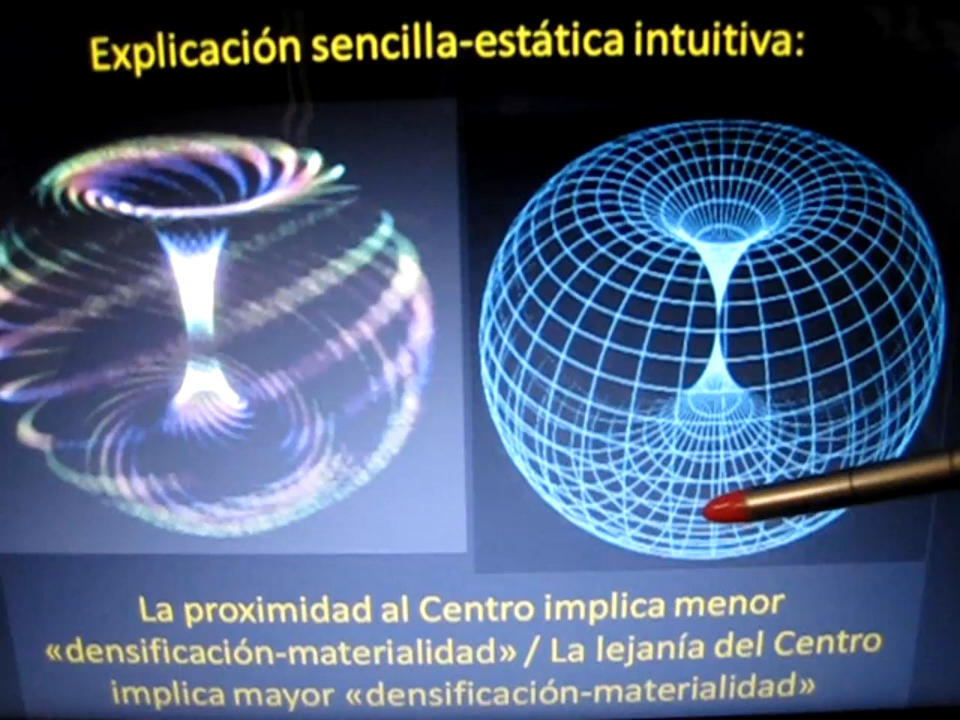 Explicación sencilla-estática intuitiva:
La proximidad al Centro implica menor
«densificación-materialidad» / La lejanía del Centro
implica mayor «densificación-materialidad»